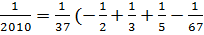 1/2010 = 1/37 (-1/2 + 1/3 + 1/5 - 1/67